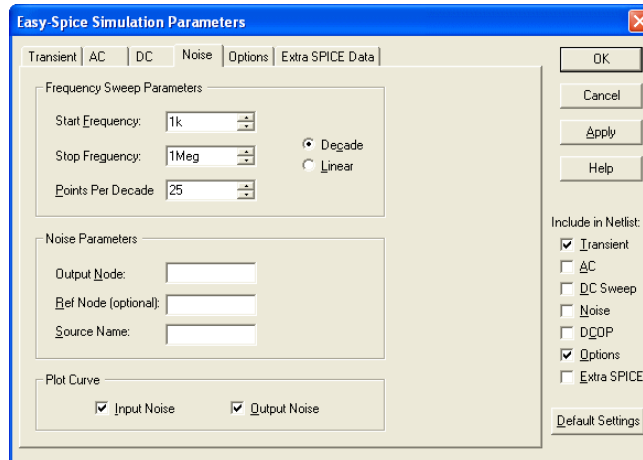 Easy-Spice Simulation Parameters
Transient AC DC Noise Options Extra SPICE Data
Frequency Sweep Parameters
Start Frequency: 1k
Stop Frequency: 1Meg
Points Per Decade 25
Decade
Linear
Noise Parameters
Output Node:
Ref Node (optional):
Source Name:
Plot Curve
Input Noise Output Noise
OK
Cancel
Apply
Help
Include in Netlist:
Transient
AC
DC Sweep
Noise
DCOP
Options
Extra SPICE
Default Settings